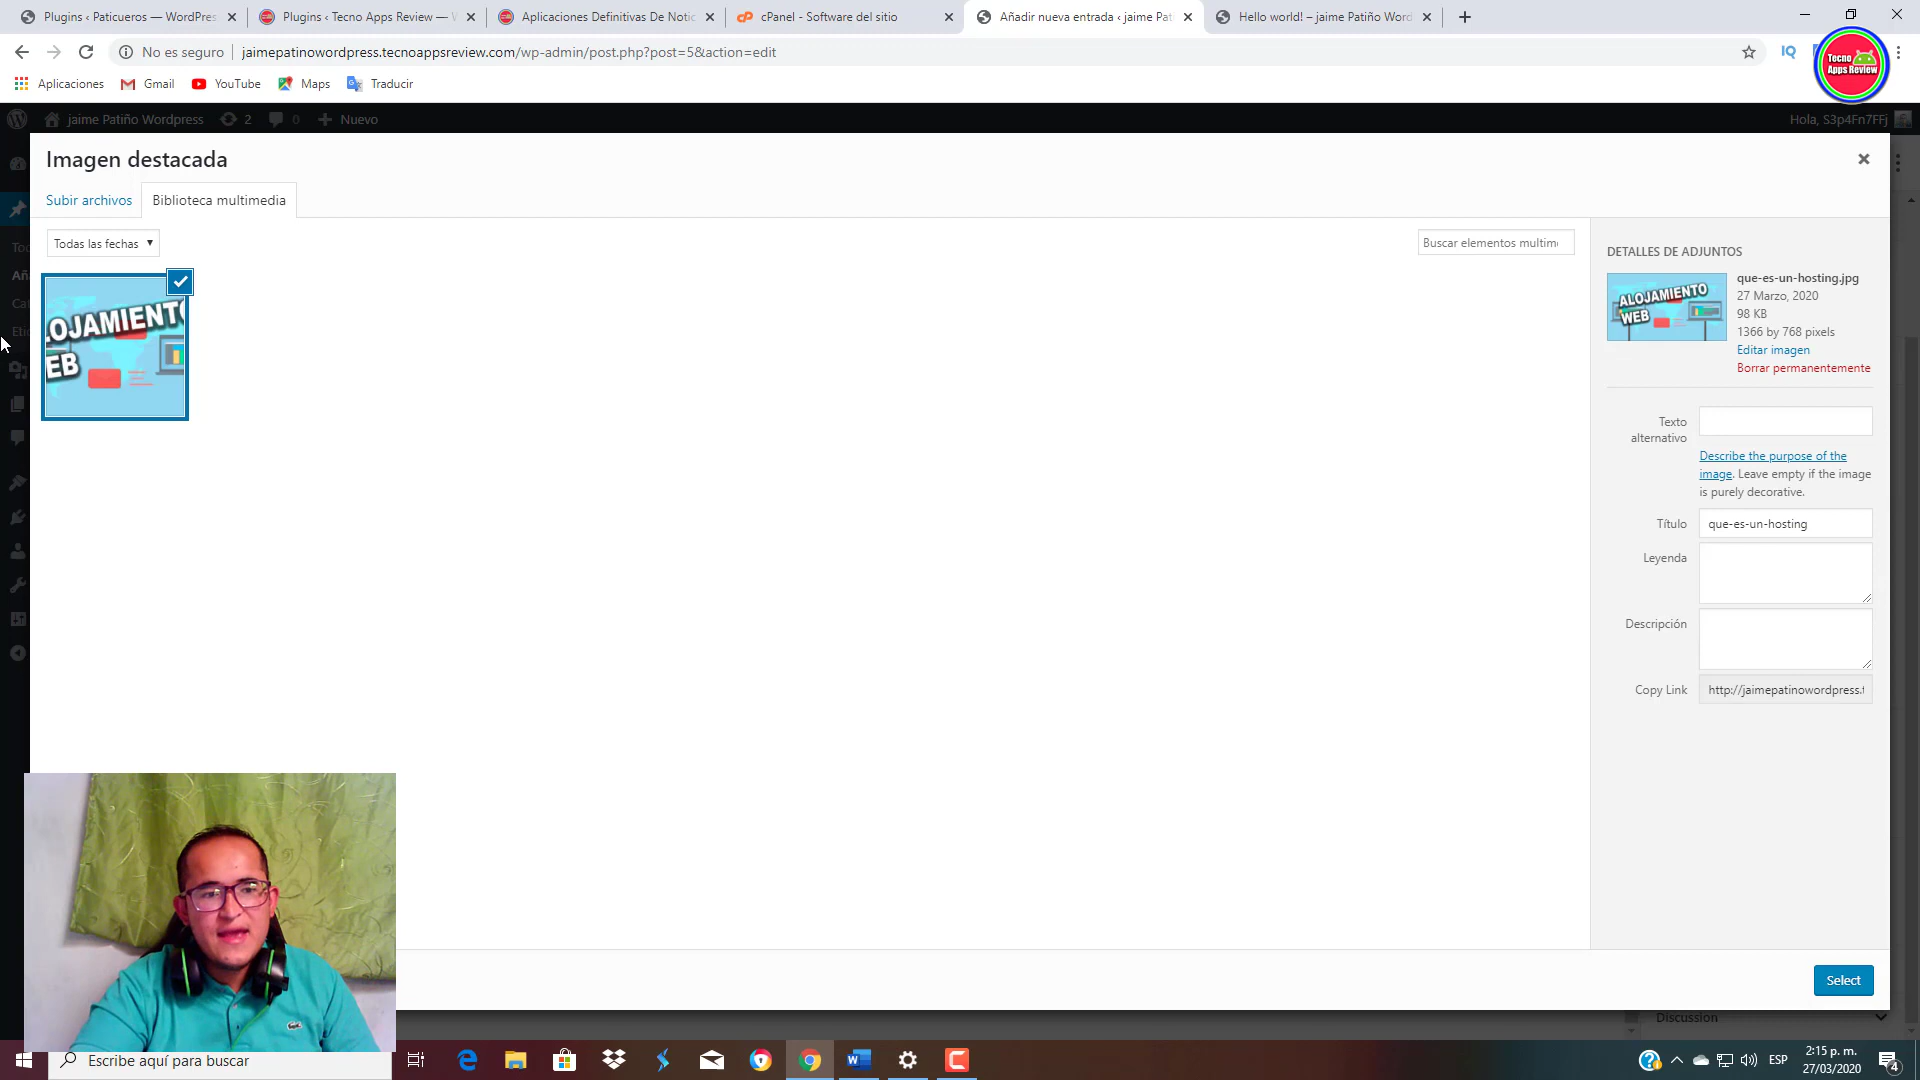 Plugins ‹ Paticueros — WordPres
Plugins ‹ Tecno Apps Review — W
Aplicaciones Definitivas De Notic
cPanel - Software del sitio
Añadir nueva entrada ‹ jaime Pat
Hello world! – jaime Patiño Word
No es seguro
jaimepatinowordpress.tecnoappsreview.com/wp-admin/post.php?post=5&action=edit
IQ
Tecno
Apps Review
Aplicaciones
Gmail
YouTube
Maps
Traducir
jaime Patiño Wordpress
2
0
Nuevo
Hola, S3p4Fn7FFj
Imagen destacada
Subir archivos
Biblioteca multimedia
Todas las fechas
Buscar elementos multim
OJAMIENTO
EB
DETALLES DE ADJUNTOS
ALOJAMIENTO
WEB
que-es-un-hosting.jpg
27 Marzo, 2020
98 KB
1366 by 768 pixels
Editar imagen
Borrar permanentemente
Texto
alternativo
Describe the purpose of the
image. Leave empty if the image
is purely decorative.
Título
que-es-un-hosting
Leyenda
Descripción
Copy Link
http://jaimepatinowordpress.t
Select
Discussion
Escribe aquí para buscar
ESP
2:15 p. m.
27/03/2020
4